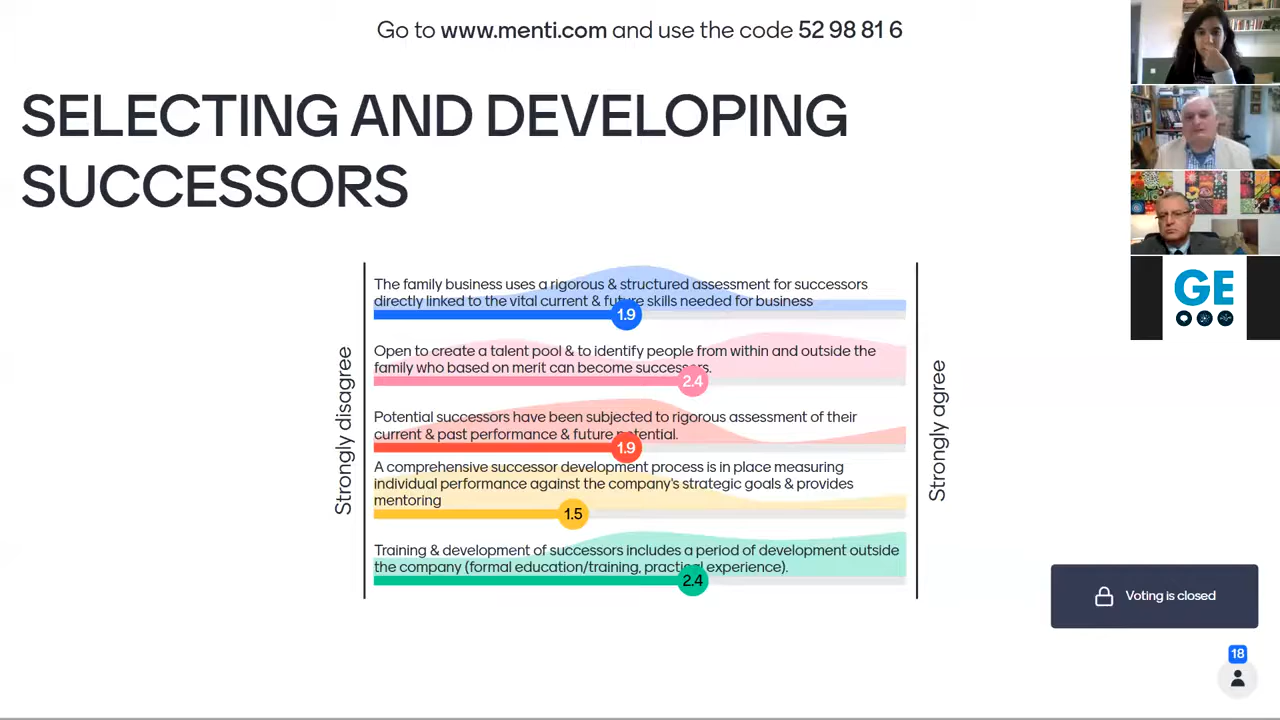 Go to www.menti.com and use the code 52 98 81 6
SELECTING AND DEVELOPING
SUCCESSORS
Strongly disagree
The family business uses a rigorous & structured assessment for successors
directly linked to the vital current & future skills needed for business
1.9
Open to create a talent pool & to identify people from within and outside the
family who based on merit can become successors.
2.4
Potential successors have been subjected to rigorous assessment of their
current & past performance & future potential.
1.9
A comprehensive successor development process is in place measuring
individual performance against the company's strategic goals & provides
mentoring
1.5
Training & development of successors includes a period of development outside
the company (formal education/training, practical experience).
2.4
Strongly agree
GE
Voting is closed
18